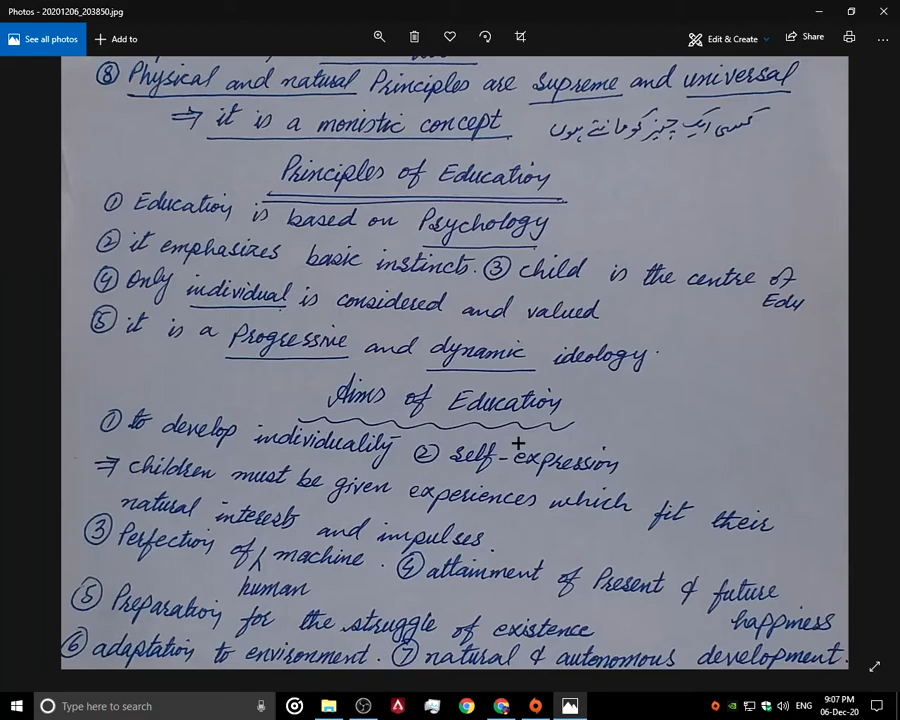 Photos - 20201206_203850.jpg
See all photos
Add to
Edit & Create
Share
⑧ Physical and natural Principles are supreme and universal
⇒ it is a monistic concept کسی ایک چیز کو مانتے ہوں
Principles of Education
① Education is based on Psychology
② it emphasizes basic instincts. ③ child is the centre of Edu
④ Only individual is considered and valued
⑤ it is a Progressive and dynamic ideology.
Aims of Education
① to develop individuality ② self-expression
⇒ children must be given experiences which fit their
natural interests and impulses
③ Perfection of human machine. ④ attainment of Present & future happiness
⑤ Preparation for the struggle of existence
⑥ adaptation to environment. ⑦ natural & autonomous development.
Type here to search
ENG
9:07 PM
06-Dec-20